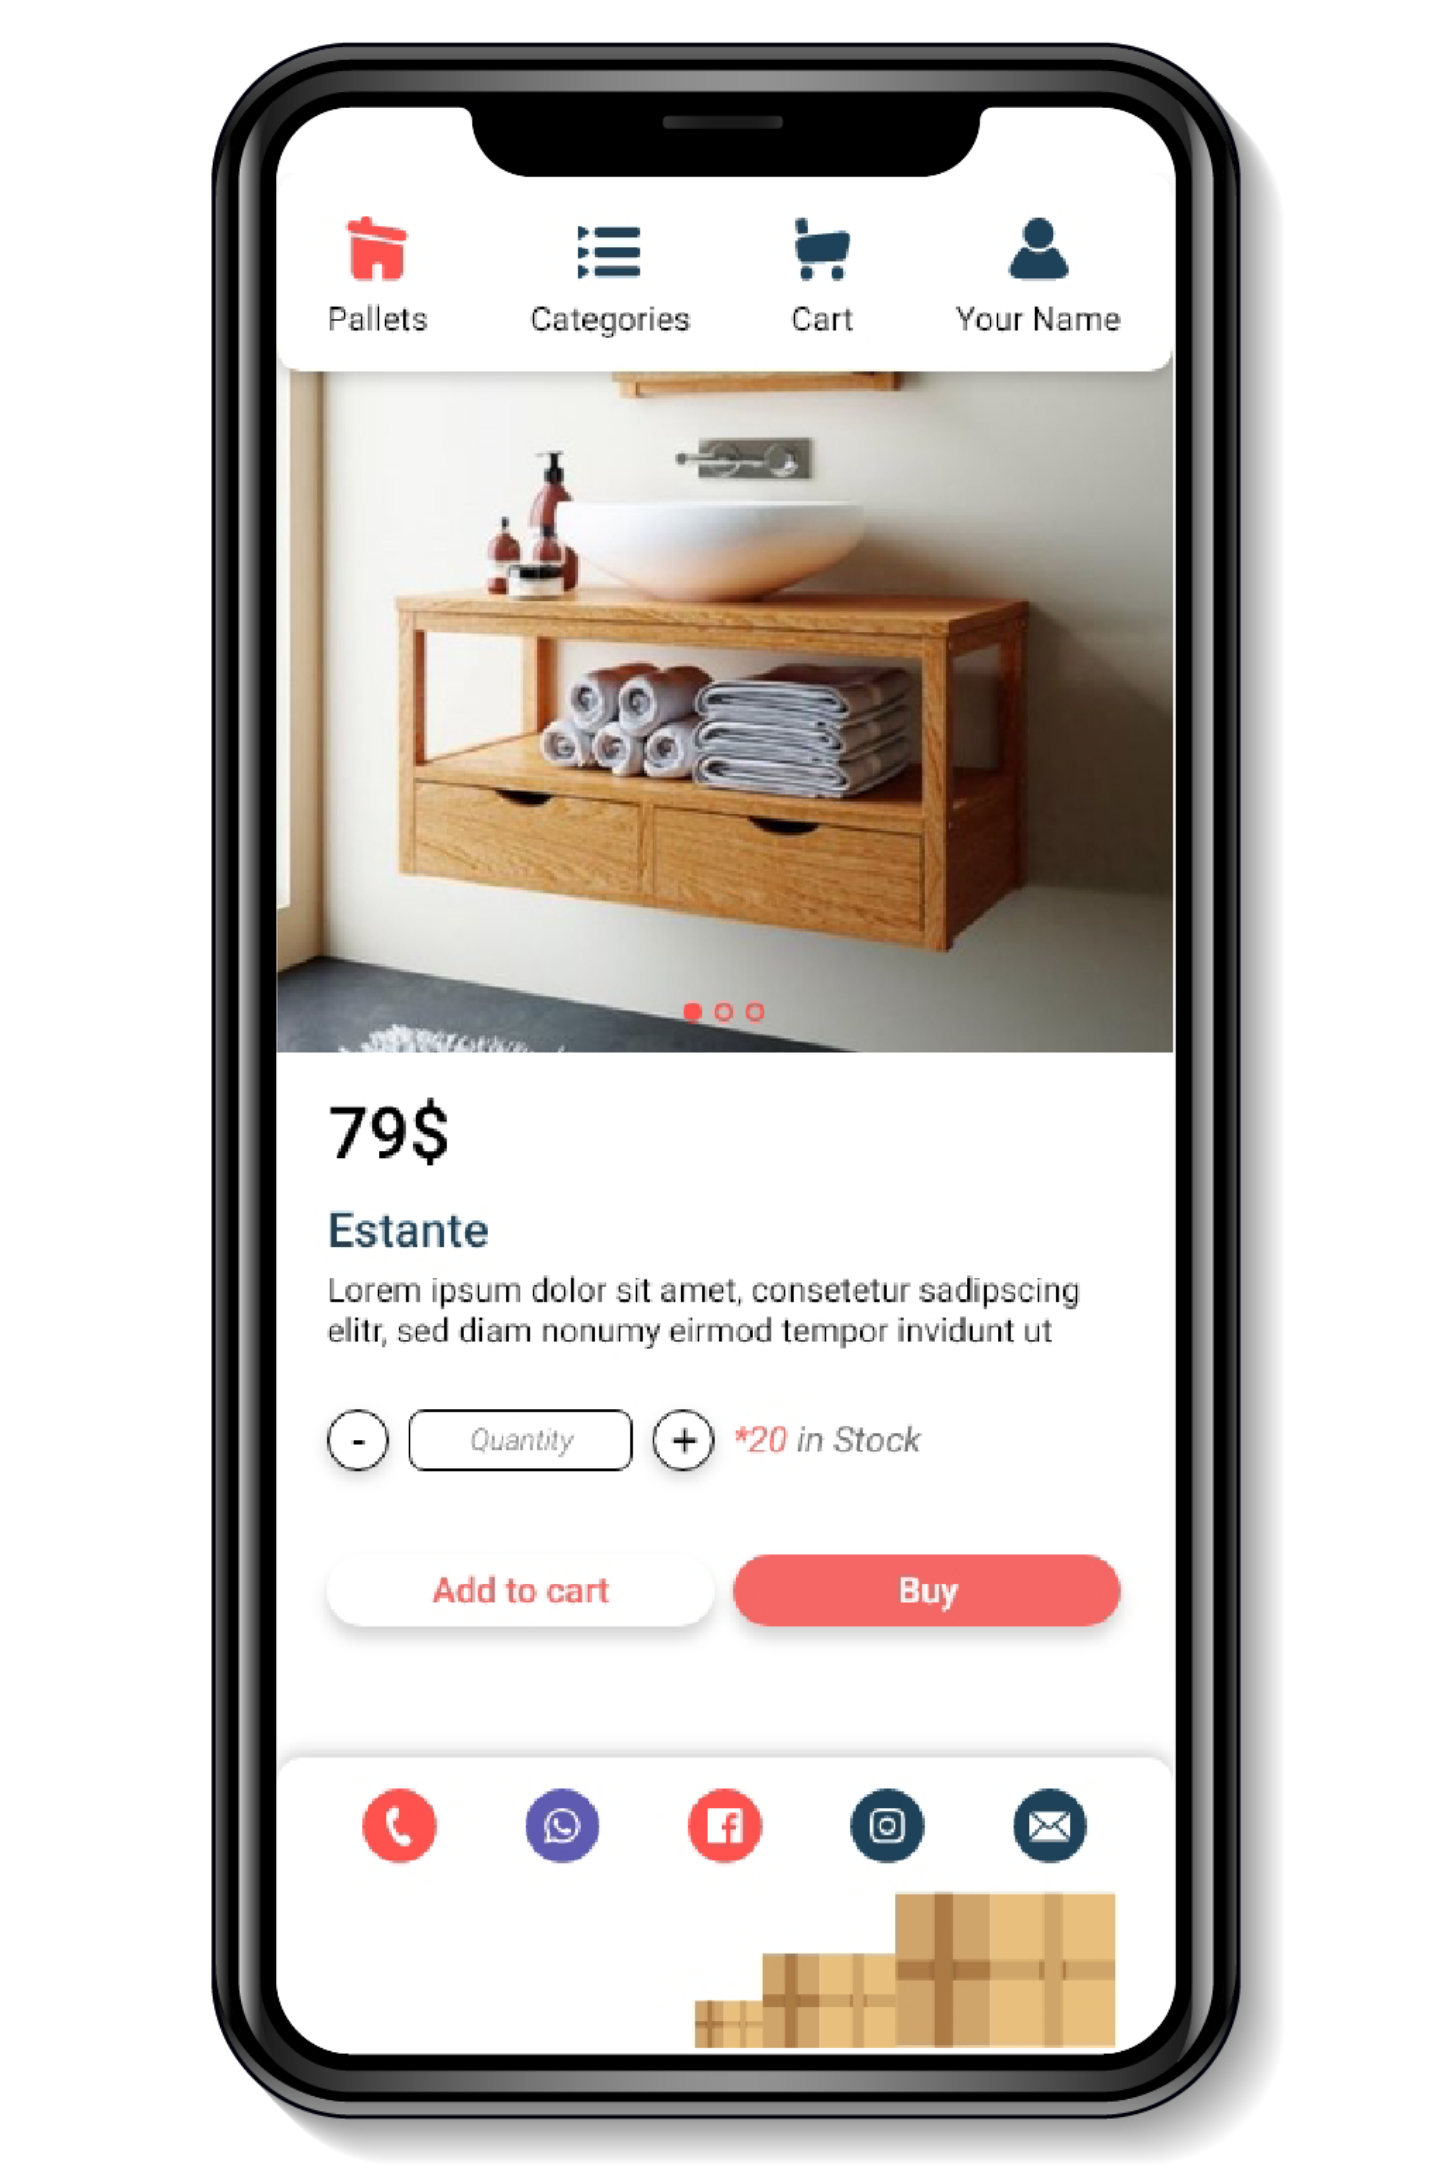 Pallets Categories Cart Your Name
79$
Estante
Lorem ipsum dolor sit amet, consetetur sadipscing
elitr, sed diam nonumy eirmod tempor invidunt ut
- Quantity + *20 in Stock
Add to cart Buy